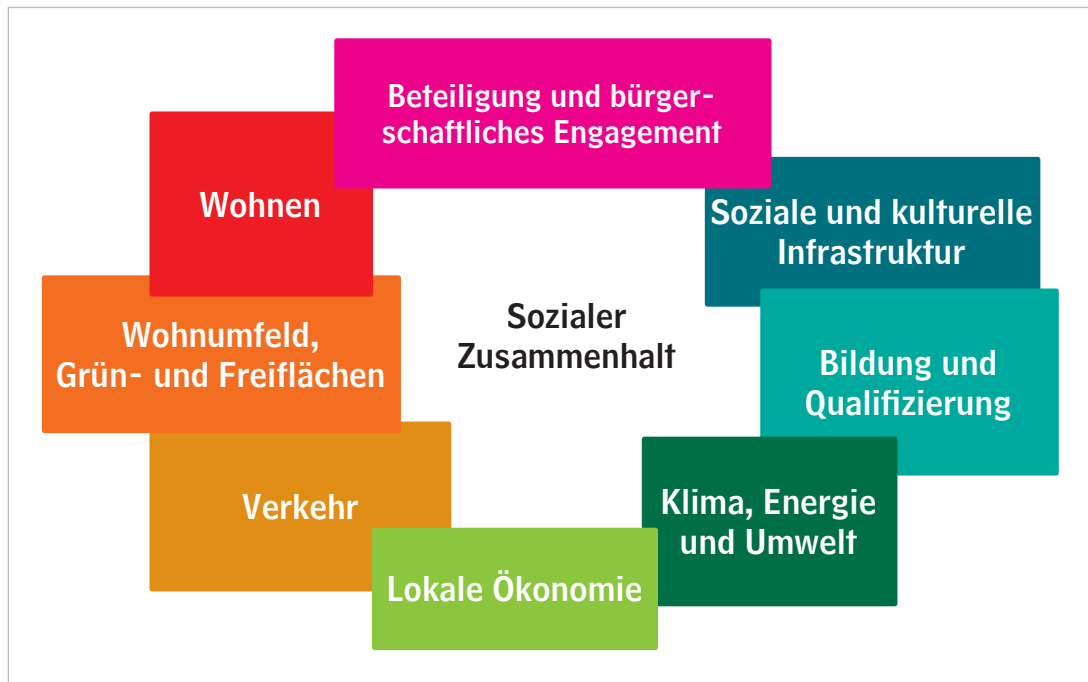 Beteiligung und bürger-
schaftliches Engagement
Wohnen
Soziale und kulturelle
Infrastruktur
Sozialer
Zusammenhalt
Wohnumfeld,
Grün- und Freiflächen
Bildung und
Qualifizierung
Verkehr
Klima, Energie
und Umwelt
Lokale Ökonomie